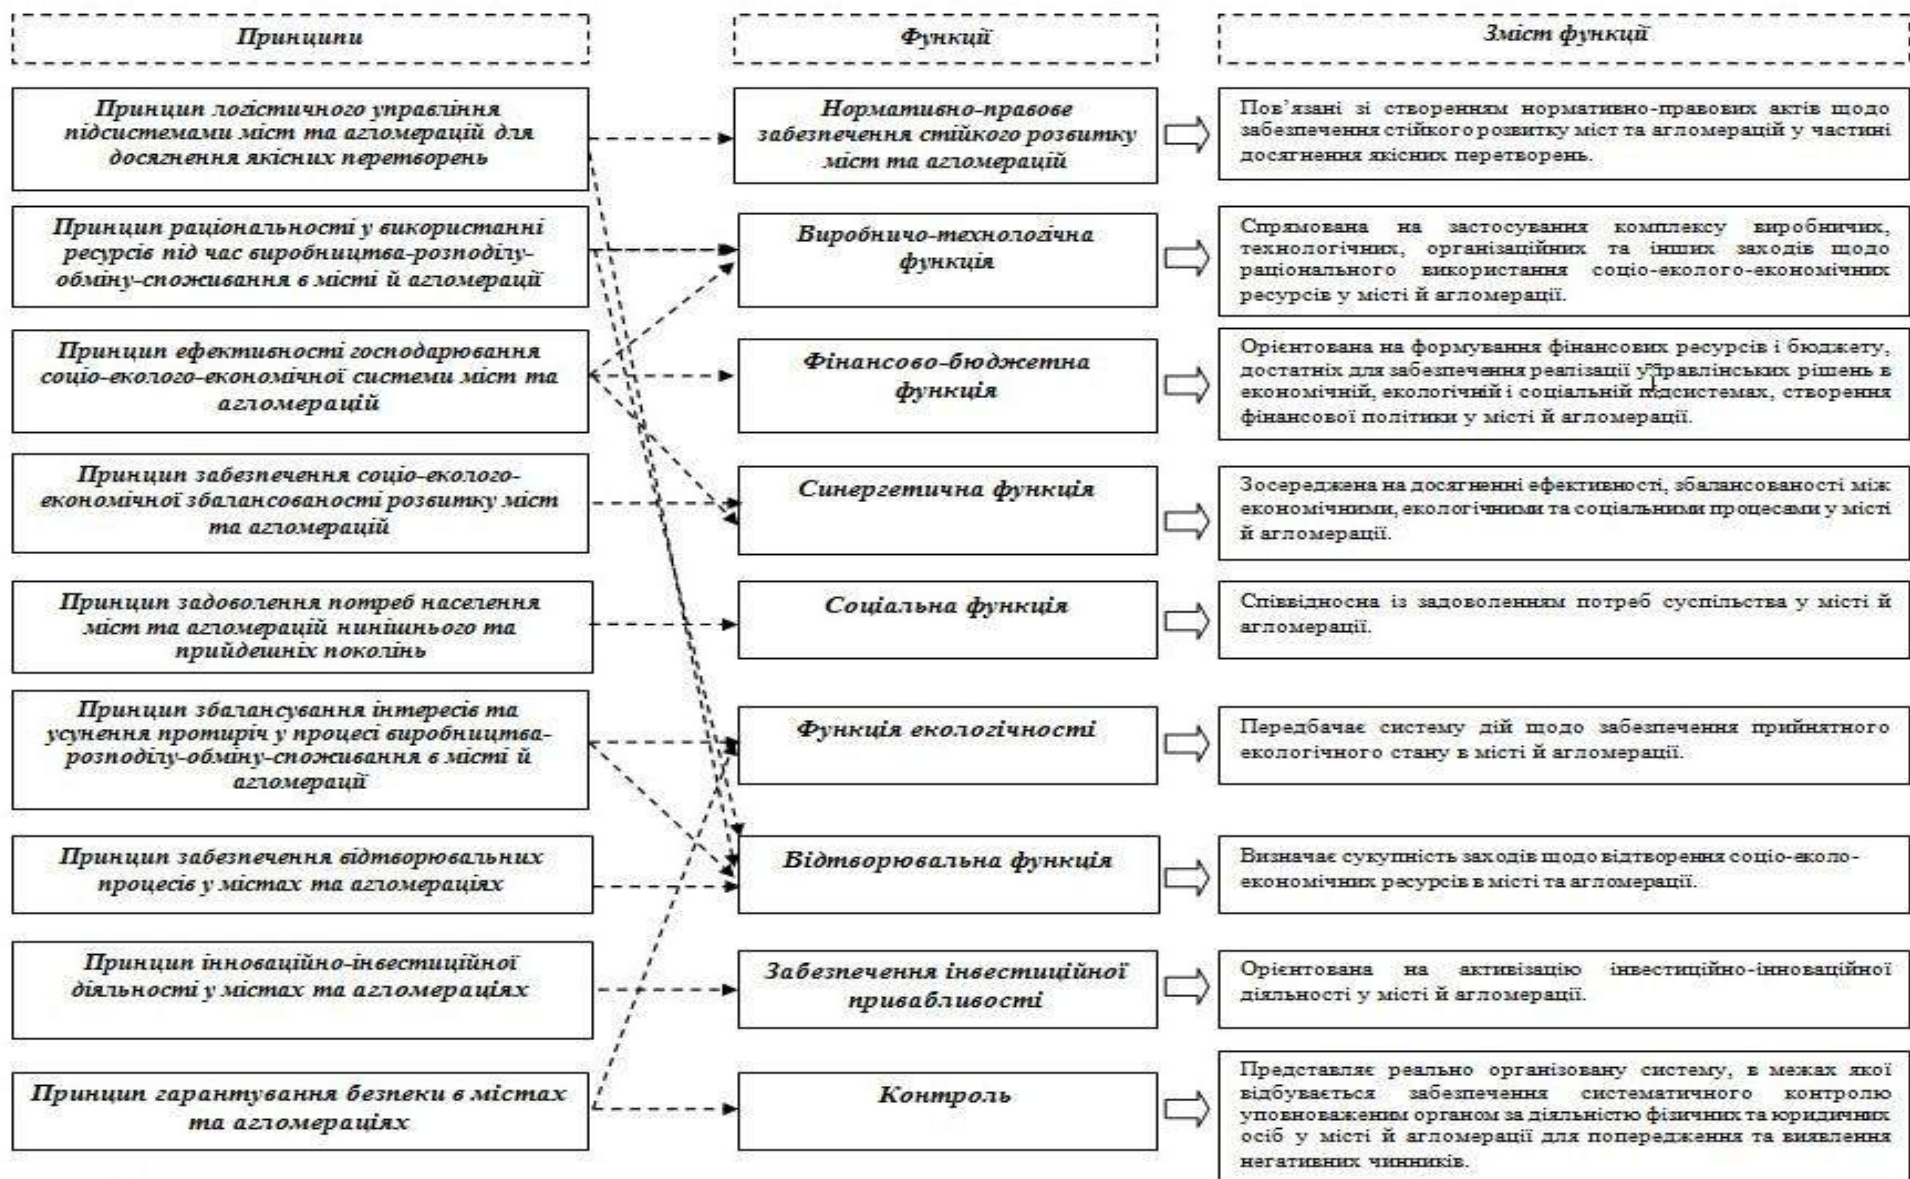 Принципи
Функції
Зміст функції
Принцип логістичного управління
підсистемами міст та агломерацій для
досягнення якісних перетворень
Нормативно-правове
забезпечення стійкого розвитку
міст та агломерацій
Пов’язані зі створенням нормативно-правових актів щодо
забезпечення стійкого розвитку міст та агломерацій у частині
досягнення якісних перетворень.
Принцип раціональності у використанні
ресурсів під час виробництва-розподілу-
обміну-споживання в місті й агломерації
Виробничо-технологічна
функція
Спрямована на застосування комплексу виробничих,
технологічних, організаційних та інших заходів щодо
раціонального використання соціо-еколого-економічних
ресурсів у місті й агломерації.
Принцип ефективності господарювання
соціо-еколого-економічної системи міст та
агломерацій
Фінансово-бюджетна
функція
Орієнтована на формування фінансових ресурсів і бюджету,
достатніх для забезпечення реалізації управлінських рішень в
економічній, екологічній і соціальній підсистемах, створення
фінансової політики у місті й агломерації.
Принцип забезпечення соціо-еколого-
економічної збалансованості розвитку міст
та агломерацій
Синергетична функція
Зосереджена на досягненні ефективності, збалансованості між
економічними, екологічними та соціальними процесами у місті
й агломерації.
Принцип задоволення потреб населення
міст та агломерацій нинішнього та
прийдешніх поколінь
Соціальна функція
Співвідносна із задоволенням потреб суспільства у місті й
агломерації.
Принцип збалансування інтересів та
усунення протиріч у процесі виробництва-
розподілу-обміну-споживання в місті й
агломерації
Функція екологічності
Передбачає систему дій щодо забезпечення прийнятного
екологічного стану в місті й агломерації.
Принцип забезпечення відтворювальних
процесів у містах та агломераціях
Відтворювальна функція
Визначає сукупність заходів щодо відтворення соціо-еколо-
економічних ресурсів в місті та агломерації.
Принцип інноваційно-інвестиційної
діяльності у містах та агломераціях
Забезпечення інвестиційної
привабливості
Орієнтована на активізацію інвестиційно-інноваційної
діяльності у місті й агломерації.
Принцип гарантування безпеки в містах
та агломераціях
Контроль
Представляє реально організовану систему, в межах якої
відбувається забезпечення систематичного контролю
уповноваженим органом за діяльністю фізичних та юридичних
осіб у місті й агломерації для попередження та виявлення
негативних чинників.